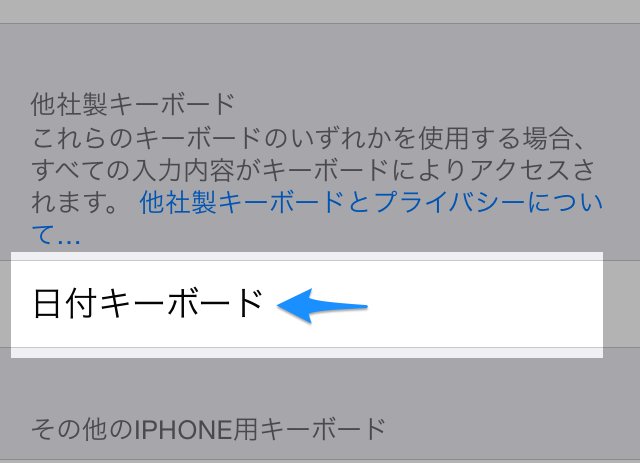 他社製キーボード
これらのキーボードのいずれかを使用する場合、
すべての入力内容がキーボードによりアクセスさ
れます。 他社製キーボードとプライバシーについ
て...
日付キーボード
その他のIPHONE用キーボード